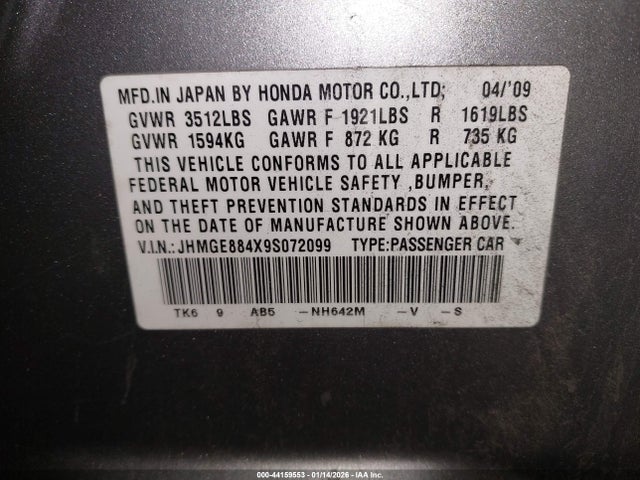 MFD.IN JAPAN BY HONDA MOTOR CO.,LTD; 04/'09
GVWR 3512LBS GAWR F 1921LBS R 1619LBS
GVWR 1594KG GAWR F 872 KG R 735 KG
THIS VEHICLE CONFORMS TO ALL APPLICABLE
FEDERAL MOTOR VEHICLE SAFETY ,BUMPER,
AND THEFT PREVENTION STANDARDS IN EFFECT
ON THE DATE OF MANUFACTURE SHOWN ABOVE.
V.I.N.: JHMGE884X9S072099 TYPE:PASSENGER CAR
TK6 9 AB5 -NH642M -V -S
000-44159553 | 01/14/2026 | IAA Inc.